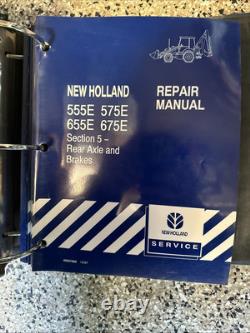 NEW HOLLAND
555E 575E
655E 675E
Section 5 –
Rear Axle and
Brakes
REPAIR
MANUAL
NEW HOLLAND
SERVICE